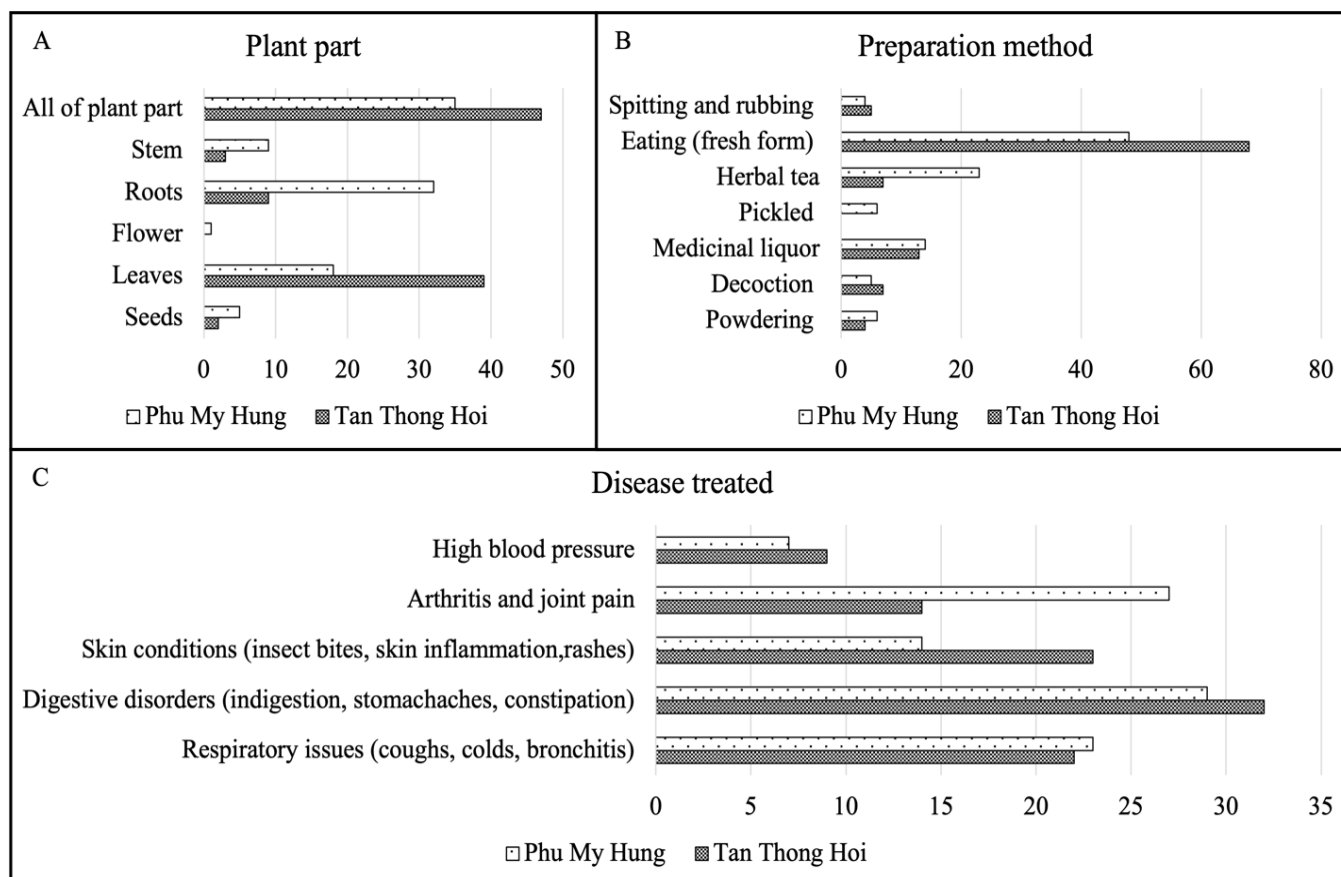 A
Plant part
All of plant part
Stem
Roots
Flower
Leaves
Seeds
0 10 20 30 40 50
Phu My Hung Tan Thong Hoi
B
Preparation method
Spitting and rubbing
Eating (fresh form)
Herbal tea
Pickled
Medicinal liquor
Decoction
Powdering
0 20 40 60 80
Phu My Hung Tan Thong Hoi
C
Disease treated
High blood pressure
Arthritis and joint pain
Skin conditions (insect bites, skin inflammation,rashes)
Digestive disorders (indigestion, stomachaches, constipation)
Respiratory issues (coughs, colds, bronchitis)
0 5 10 15 20 25 30 35
Phu My Hung Tan Thong Hoi